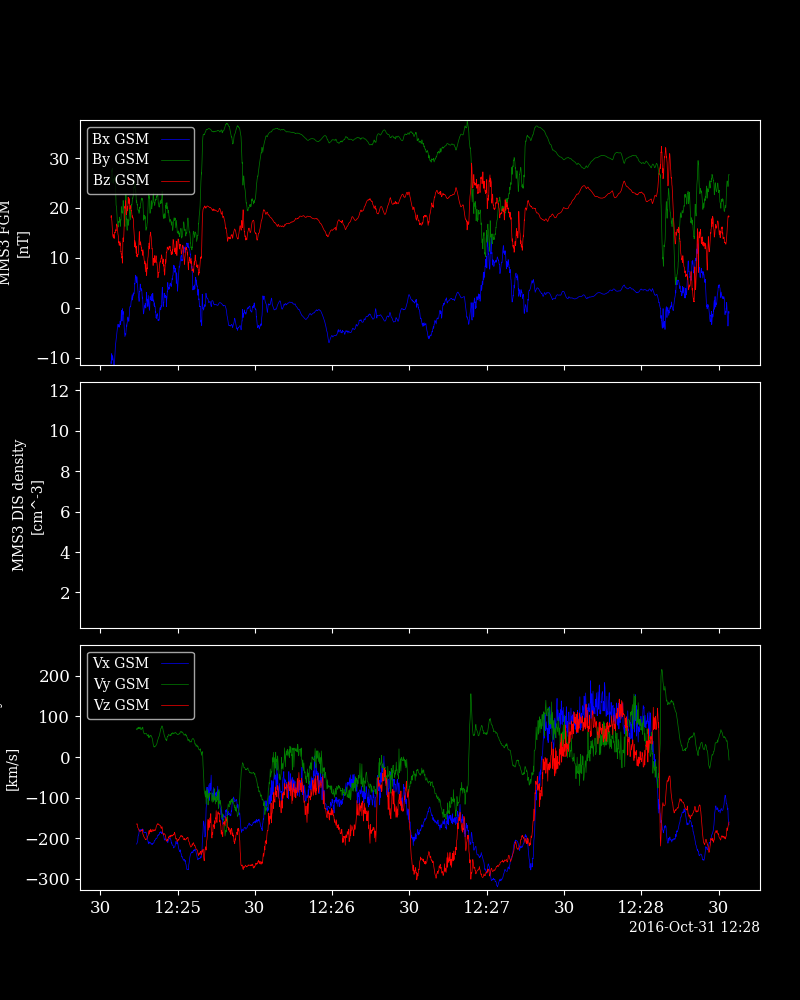 Bx GSM
By GSM
Bz GSM
30
20
10
0
−10
MMS3 FGM
[nT]
12
10
8
6
4
2
MMS3 DIS density
[cm^-3]
Vx GSM
Vy GSM
Vz GSM
200
100
0
−100
−200
−300
[km/s]
30 12:25 30 12:26 30 12:27 30 12:28 30
2016-Oct-31 12:28